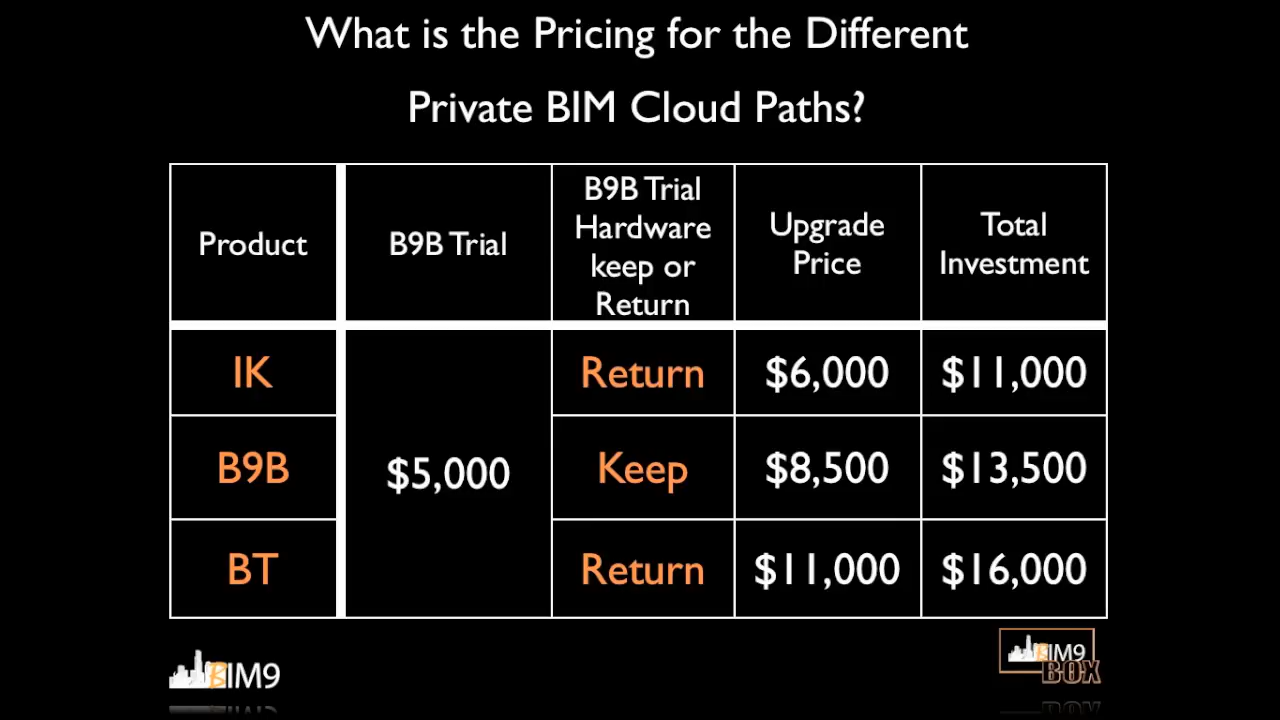 What is the Pricing for the Different
Private BIM Cloud Paths?
Product
B9B Trial
B9B Trial
Hardware
keep or
Return
Upgrade
Price
Total
Investment
IK
$5,000
Return
$6,000
$11,000
B9B
Keep
$8,500
$13,500
BT
Return
$11,000
$16,000
BIM9
BIM9
BOX